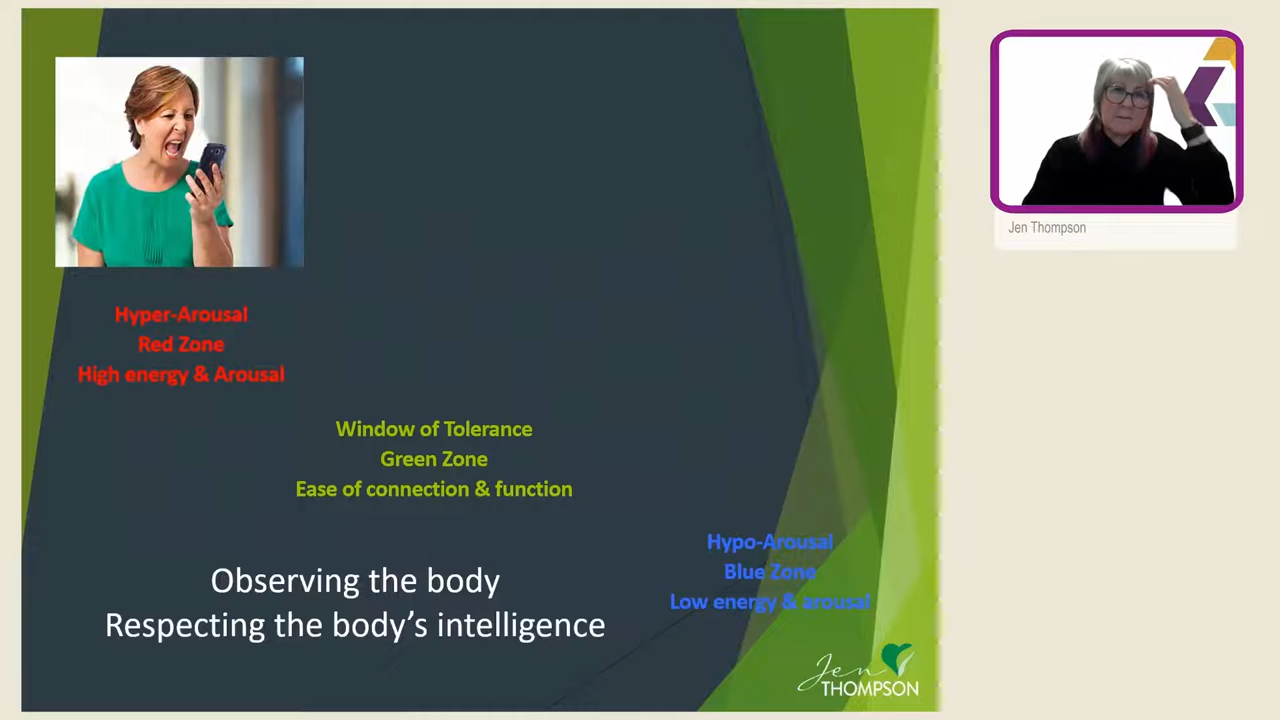 Hyper-Arousal
Red Zone
High energy & Arousal
Window of Tolerance
Green Zone
Ease of connection & function
Hypo-Arousal
Blue Zone
Low energy & arousal
Observing the body
Respecting the body's intelligence
Jen
THOMPSON
Jen Thompson